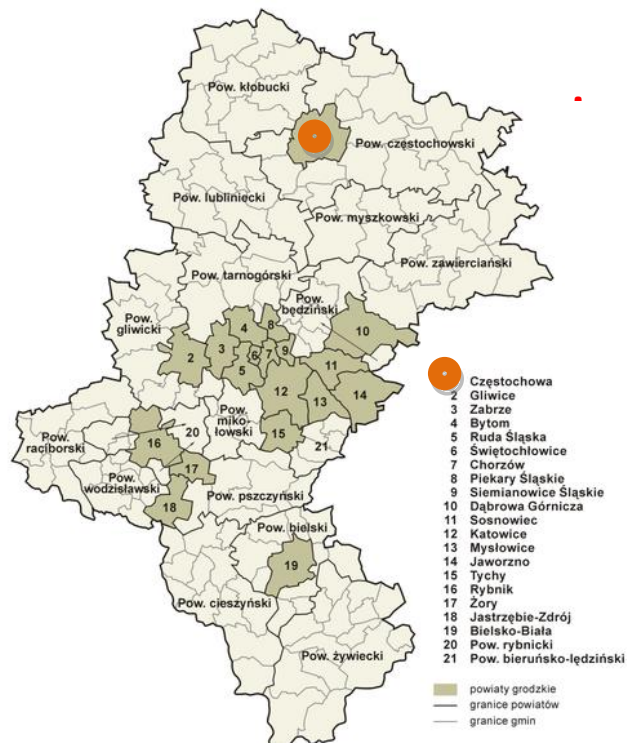 Pow. kłobucki
Pow. częstochowski
Pow. lubliniecki
Pow. myszkowski
Pow. zawierciański
Pow. tarnogórski
Pow.
gliwicki
Pow.
będziński
8
4
10
3
2
6
7
9
5
11
12
13
14
Pow.
miko-
łowski
15
21
Pow.
raciborski
16
20
17
Pow.
wodzisławski
18
Pow. pszczyński
Pow. bielski
19
Pow. cieszyński
Pow. żywiecki
Częstochowa
2 Gliwice
3 Zabrze
4 Bytom
5 Ruda Śląska
6 Świętochłowice
7 Chorzów
8 Piekary Śląskie
9 Siemianowice Śląskie
10 Dąbrowa Górnicza
11 Sosnowiec
12 Katowice
13 Mysłowice
14 Jaworzno
15 Tychy
16 Rybnik
17 Żory
18 Jastrzębie-Zdrój
19 Bielsko-Biała
20 Pow. rybnicki
21 Pow. bieruńsko-lędziński
powiaty grodzkie
granice powiatów
granice gmin